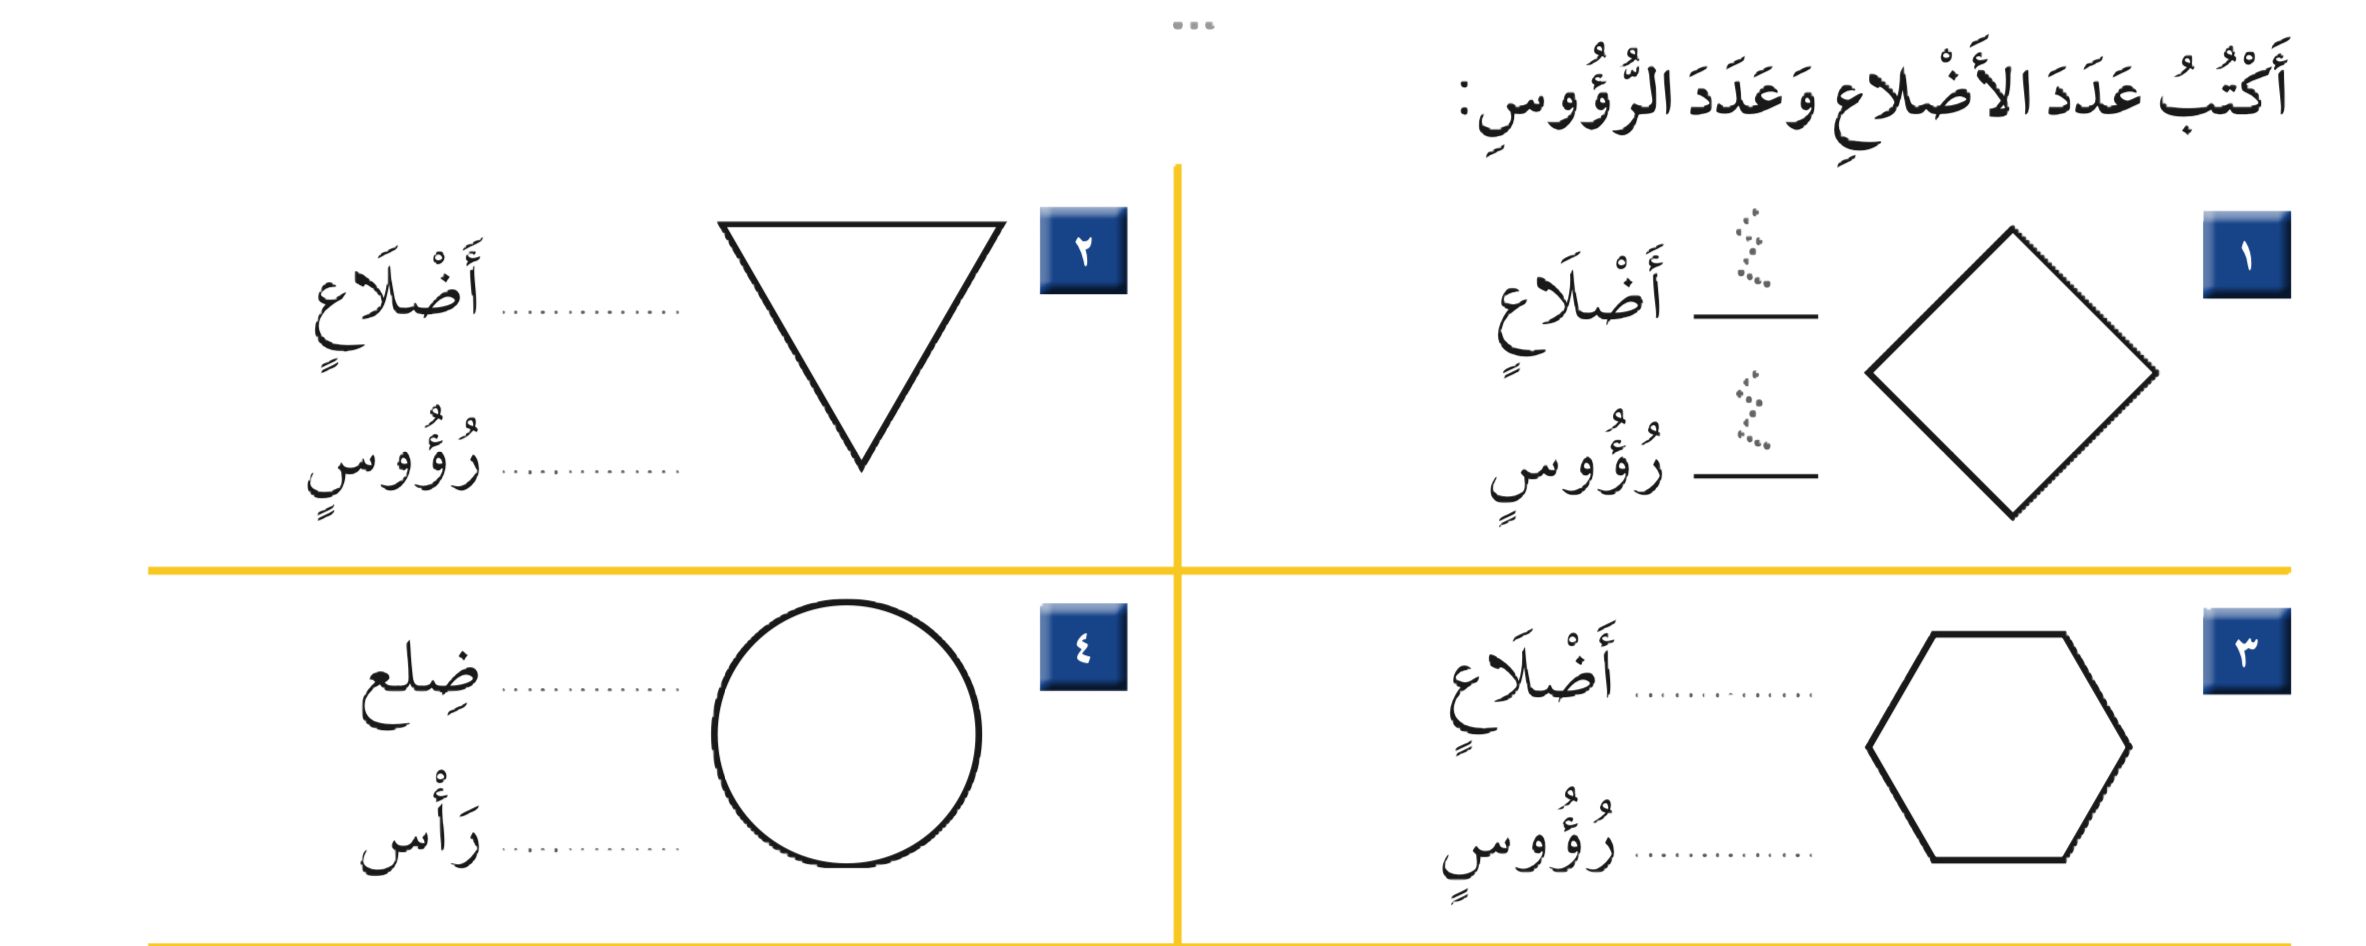 أَكْتُبُ عَدَدَ الأَضْلاعِ وَعَدَدَ الرُّؤُوسِ:
١
٤ أَضْلَاعٍ
٤ رُؤُوسٍ
٢
............. أَضْلَاعٍ
............. رُؤُوسٍ
٣
............. أَضْلَاعٍ
............. رُؤُوسٍ
٤
............. ضِلع
............. رَأْس